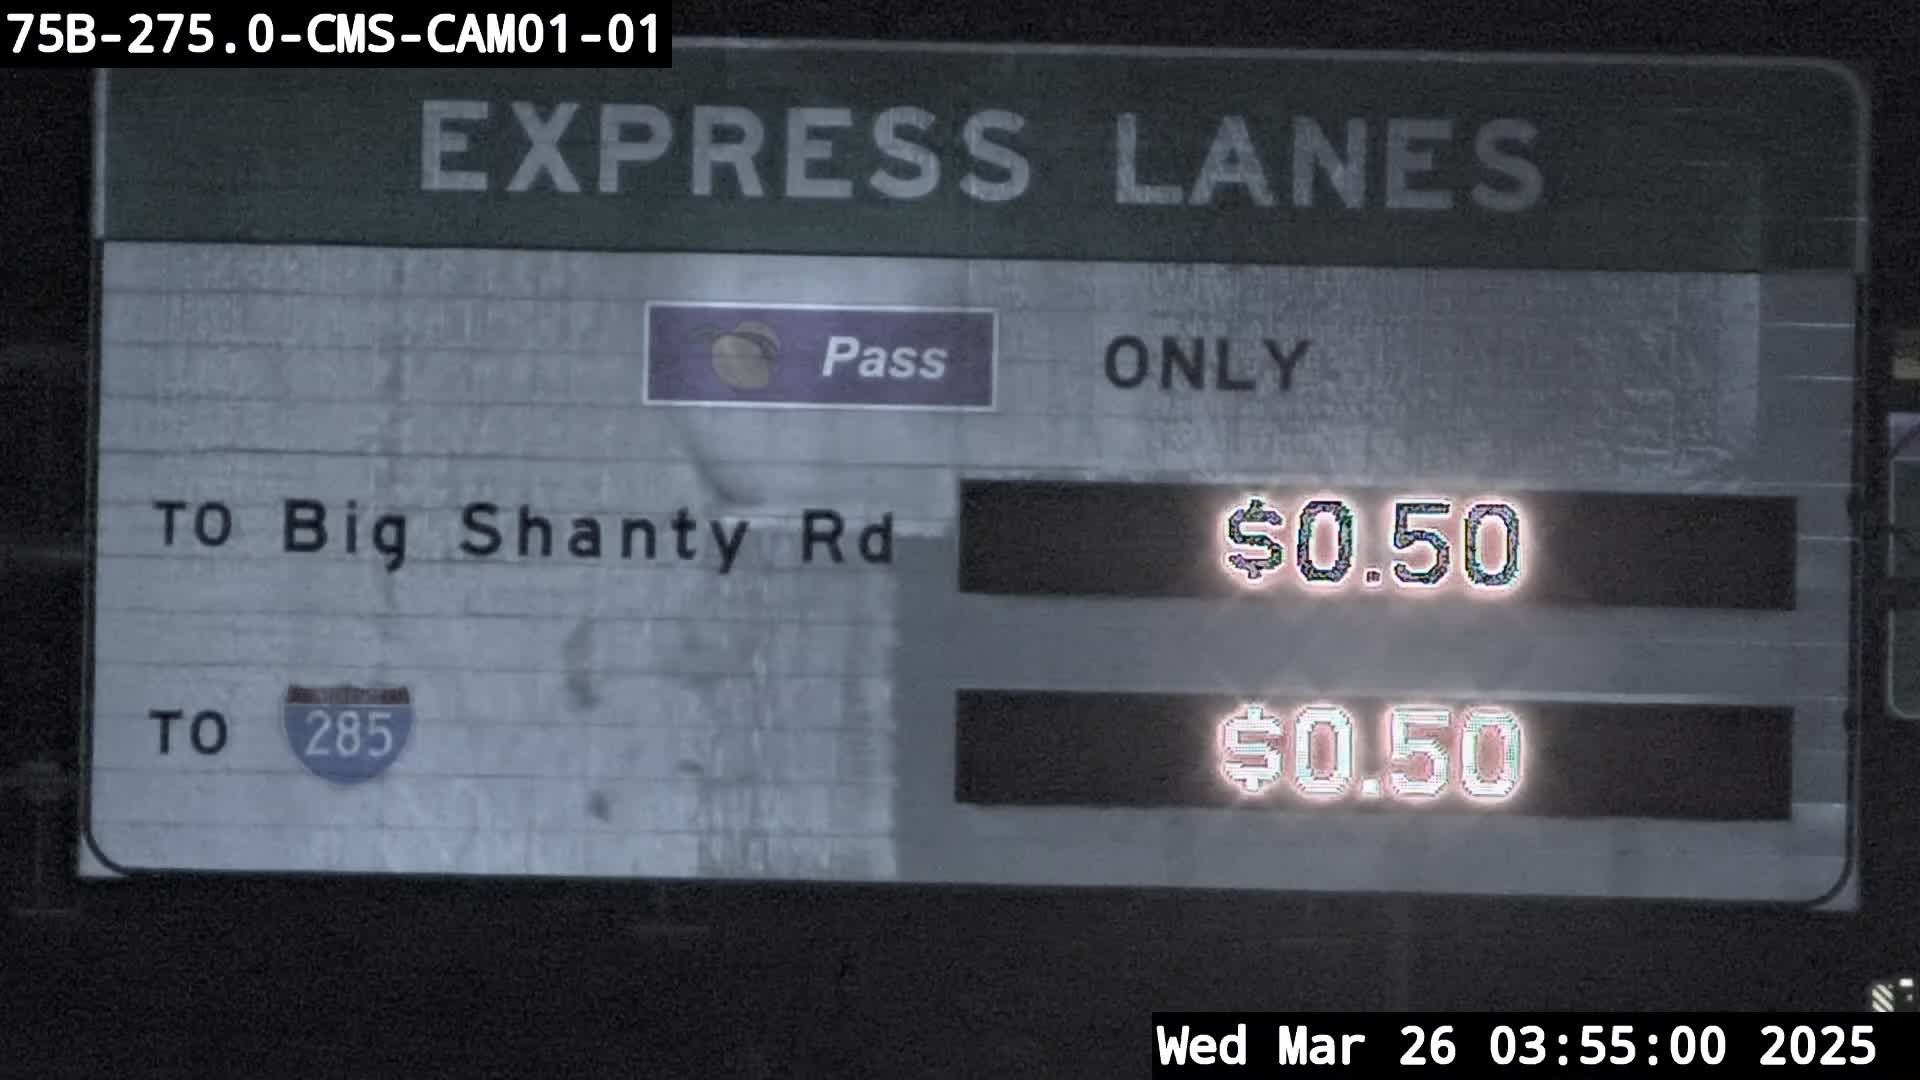 75B-275.0-CMS-CAM01-01
EXPRESS LANES
Pass ONLY
TO Big Shanty Rd $0.50
TO 285 $0.50
Wed Mar 26 03:55:00 2025